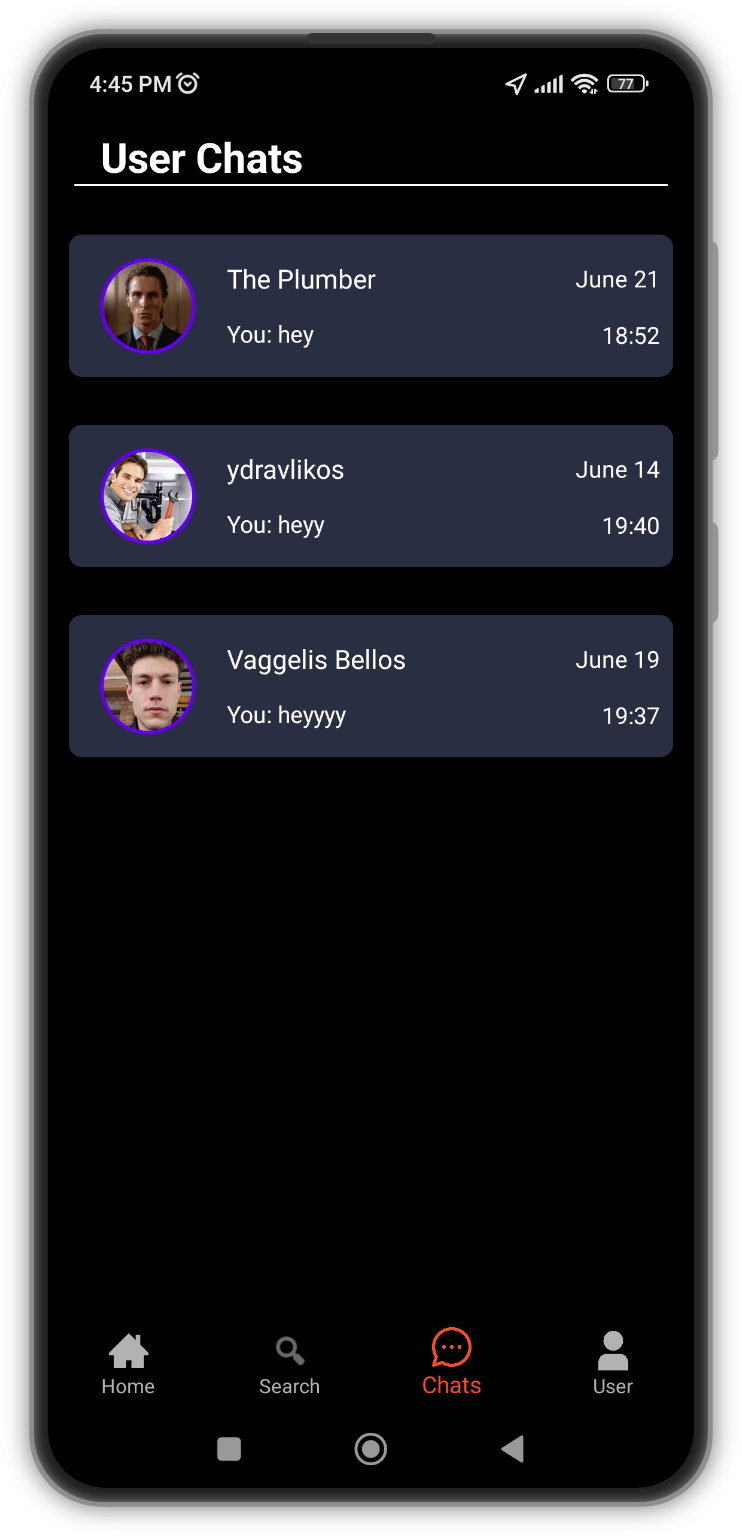 4:45 PM 77
User Chats
The Plumber June 21
You: hey 18:52
ydravlikos June 14
You: heyy 19:40
Vaggelis Bellos June 19
You: heyyyy 19:37
Home Search Chats User